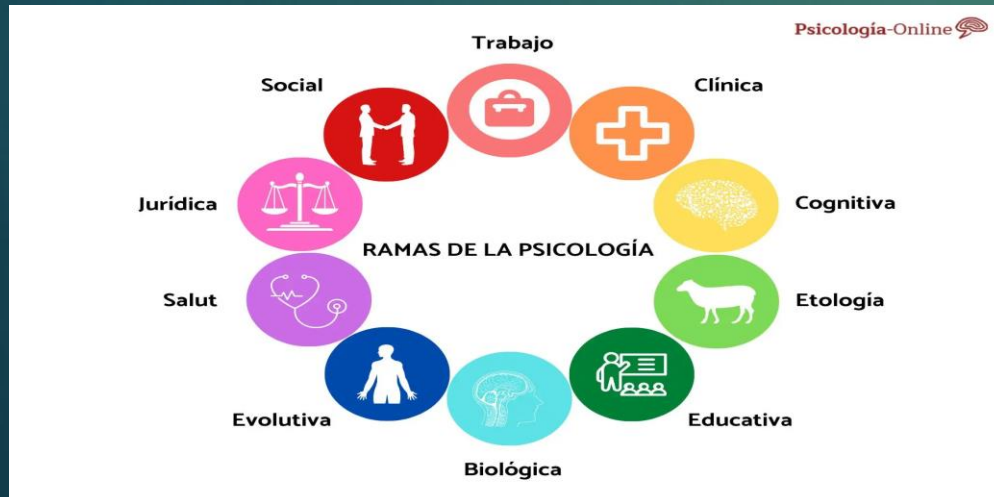 Psicología-Online
Trabajo
Social
Clínica
Jurídica
Cognitiva
RAMAS DE LA PSICOLOGÍA
Salut
Etología
Evolutiva
Educativa
Biológica